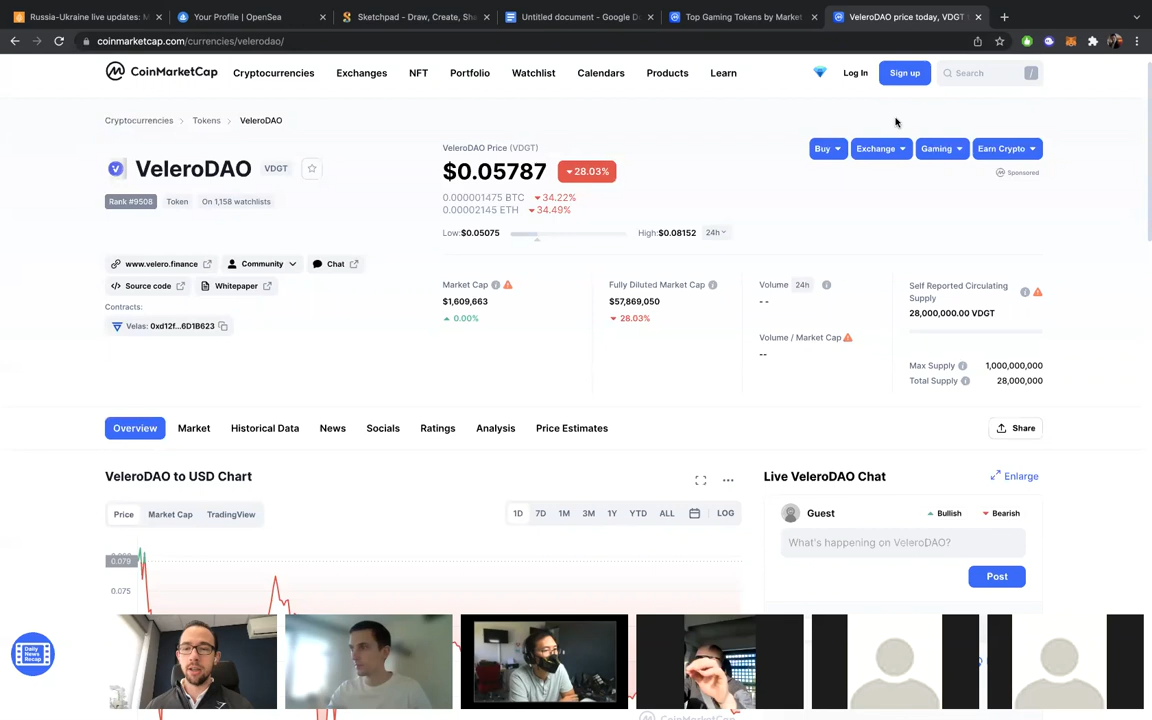 Russia-Ukraine live updates: M
Your Profile | OpenSea
Sketchpad - Draw, Create, Sha
Untitled document - Google D
Top Gaming Tokens by Market
VeleroDAO price today, VDGT
coinmarketcap.com/currencies/velerodao/
CoinMarketCap
Cryptocurrencies Exchanges NFT Portfolio Watchlist Calendars Products Learn
Log In Sign up Search /
Cryptocurrencies > Tokens > VeleroDAO
VeleroDAO VDGT
Rank #9508 Token On 1,158 watchlists
www.velero.finance Community Chat
Source code Whitepaper
Contracts:
Velas: 0xd12f...6D1B623
VeleroDAO Price (VDGT)
$0.05787 28.03%
0.000001475 BTC 34.22%
0.00002145 ETH 34.49%
Low:$0.05075 High:$0.08152 24h
Buy Exchange Gaming Earn Crypto
Sponsored
Market Cap
$1,609,663
0.00%
Fully Diluted Market Cap
$57,869,050
28.03%
Volume 24h
- -
Volume / Market Cap
--
Self Reported Circulating
Supply
28,000,000.00 VDGT
Max Supply 1,000,000,000
Total Supply 28,000,000
Overview Market Historical Data News Socials Ratings Analysis Price Estimates
Share
VeleroDAO to USD Chart
Price Market Cap TradingView
1D 7D 1M 3M 1Y YTD ALL LOG
0.079
0.075
Live VeleroDAO Chat
Enlarge
Guest Bullish Bearish
What's happening on VeleroDAO?
Post
Daily
News
Recap
CoinMarketCap